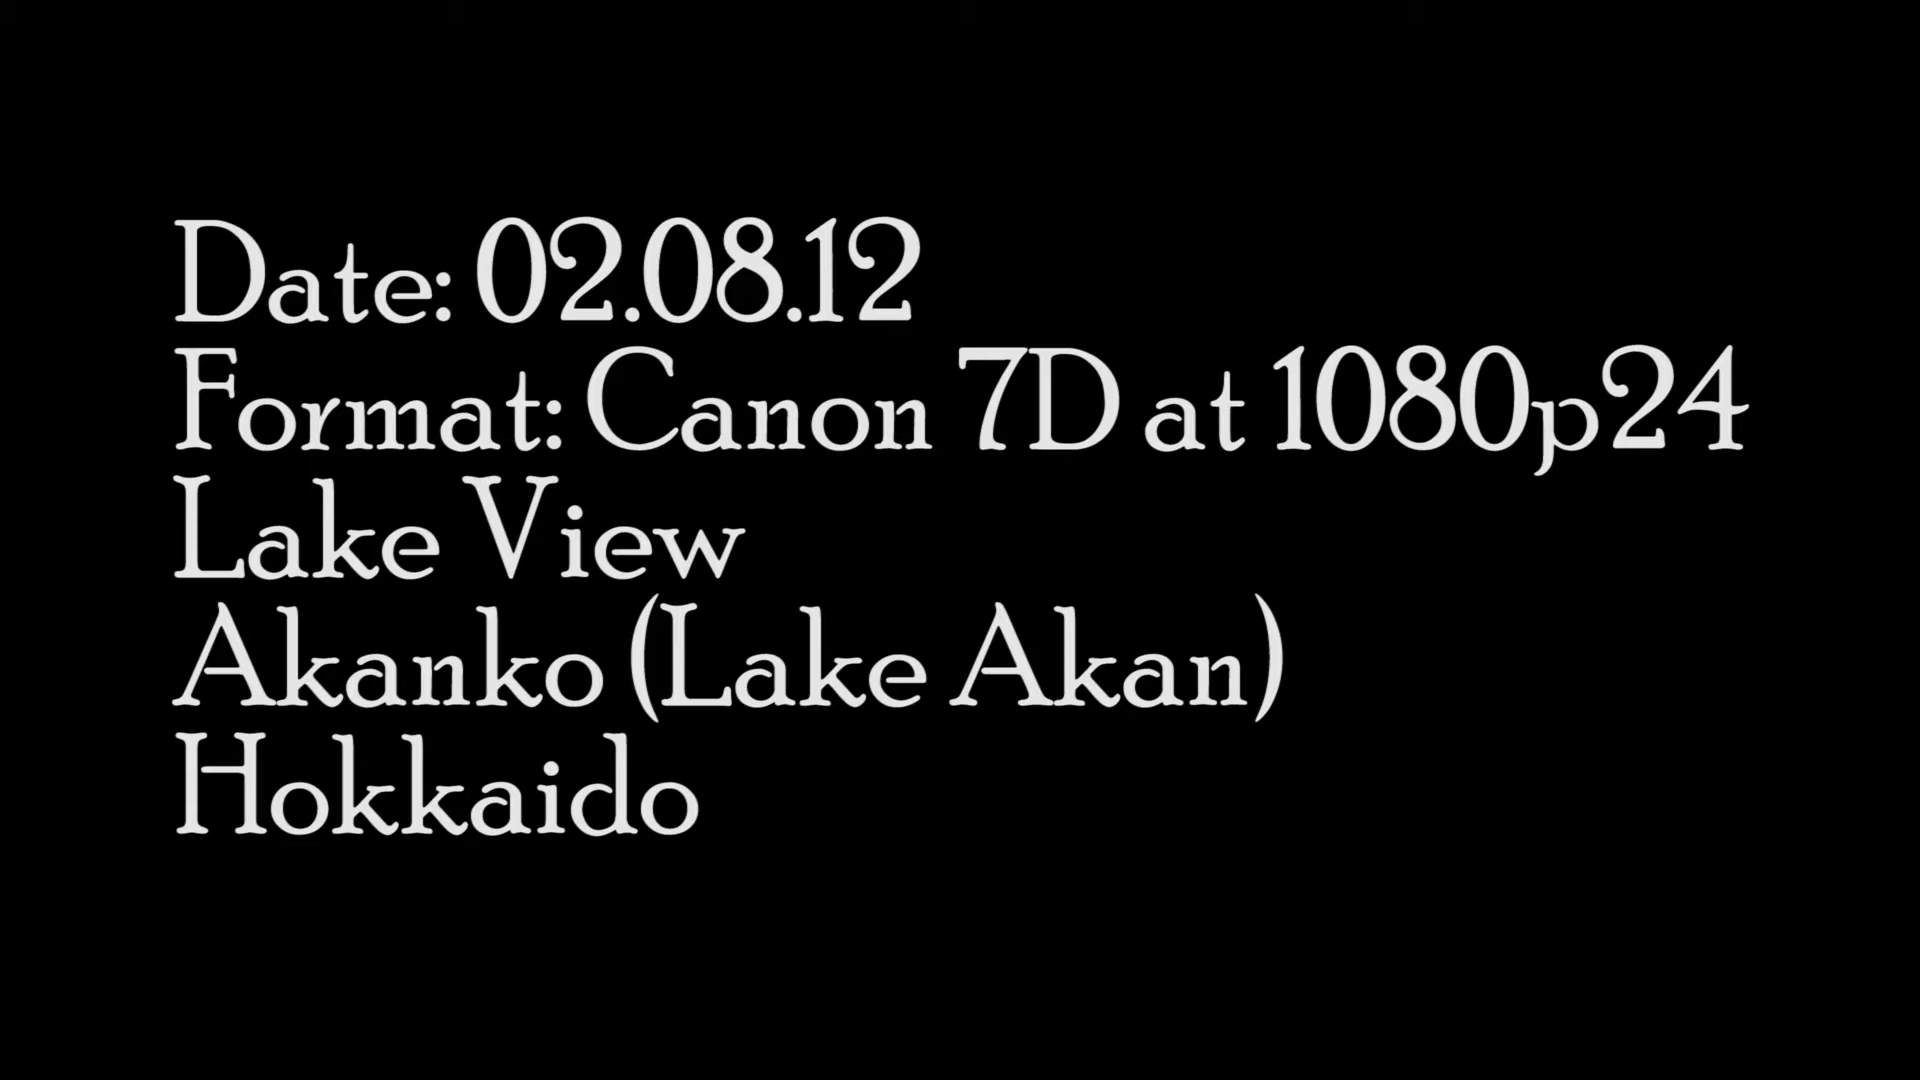 Date: 02.08.12
Format: Canon 7D at 1080p24
Lake View
Akanko (Lake Akan)
Hokkaido